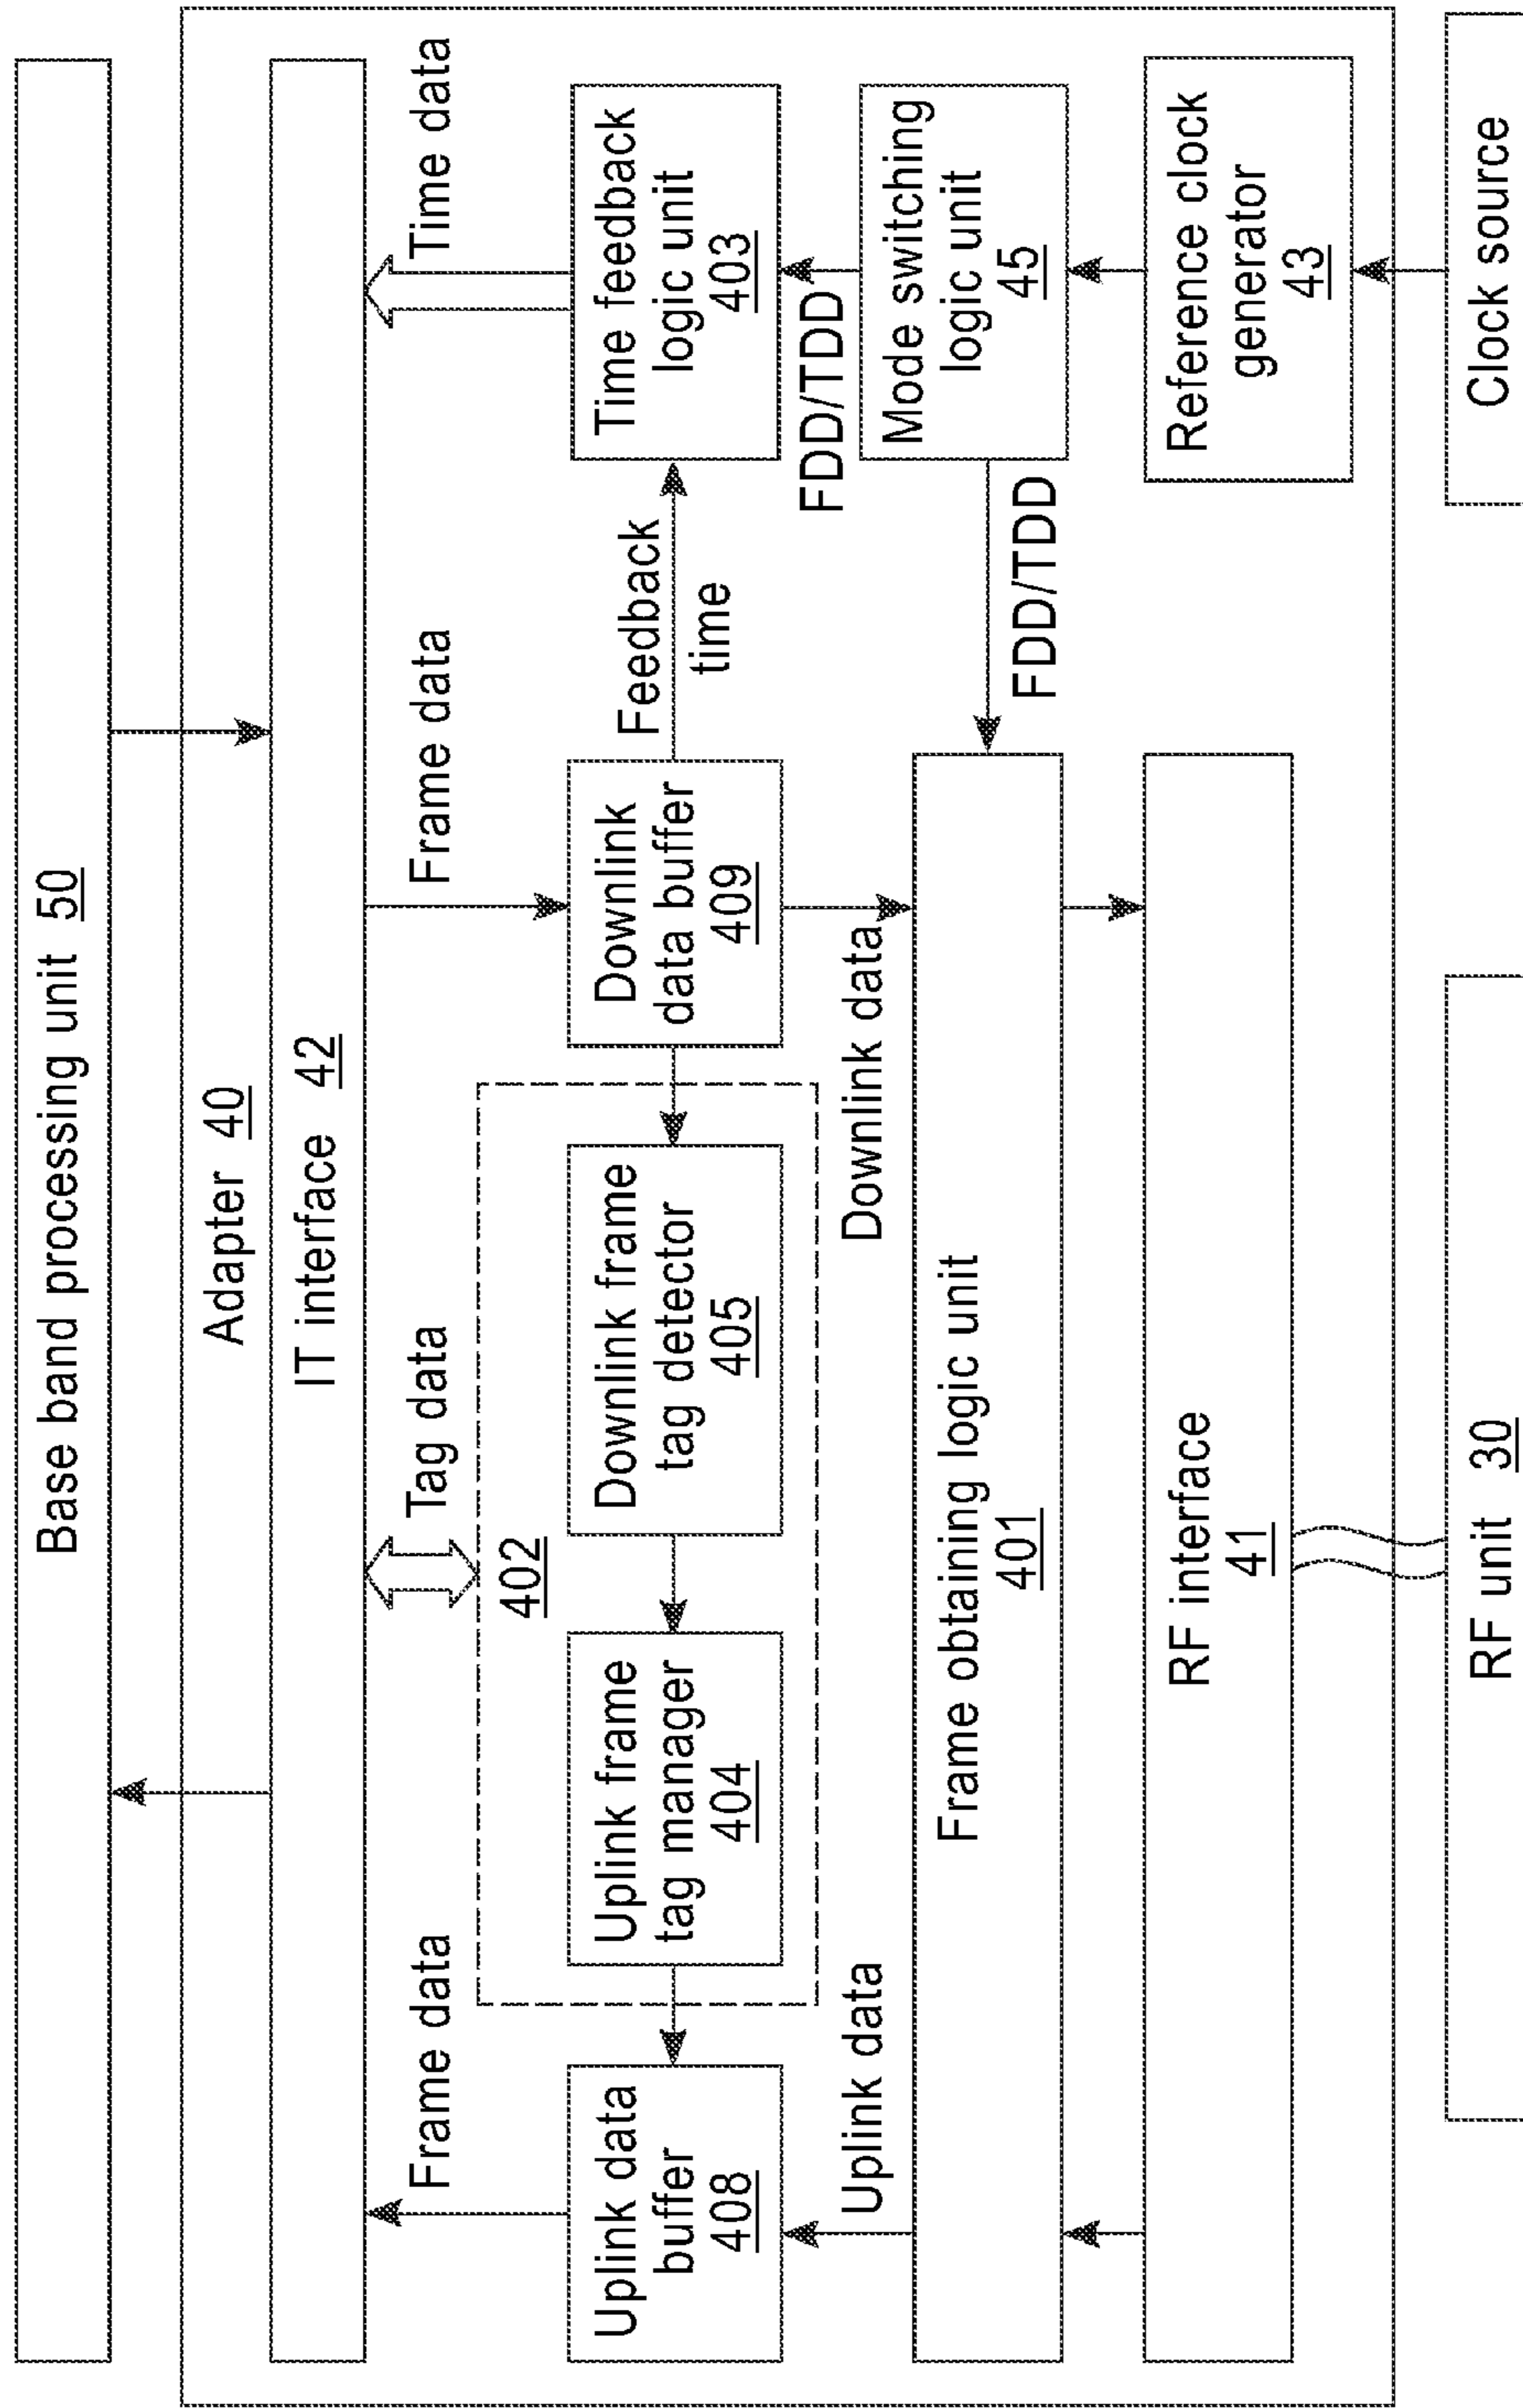 Base band processing unit 50
Adapter 40
IT interface 42
Frame data
Tag data
Frame data
Time data
402
Uplink data
buffer
408
Uplink frame
tag manager
404
Downlink frame
tag detector
405
Downlink
data buffer
409
Feedback
time
Time feedback
logic unit
403
Uplink data
Downlink data
FDD/TDD
Mode switching
logic unit
45
Frame obtaining logic unit
401
FDD/TDD
RF interface
41
Reference clock
generator
43
RF unit 30
Clock source